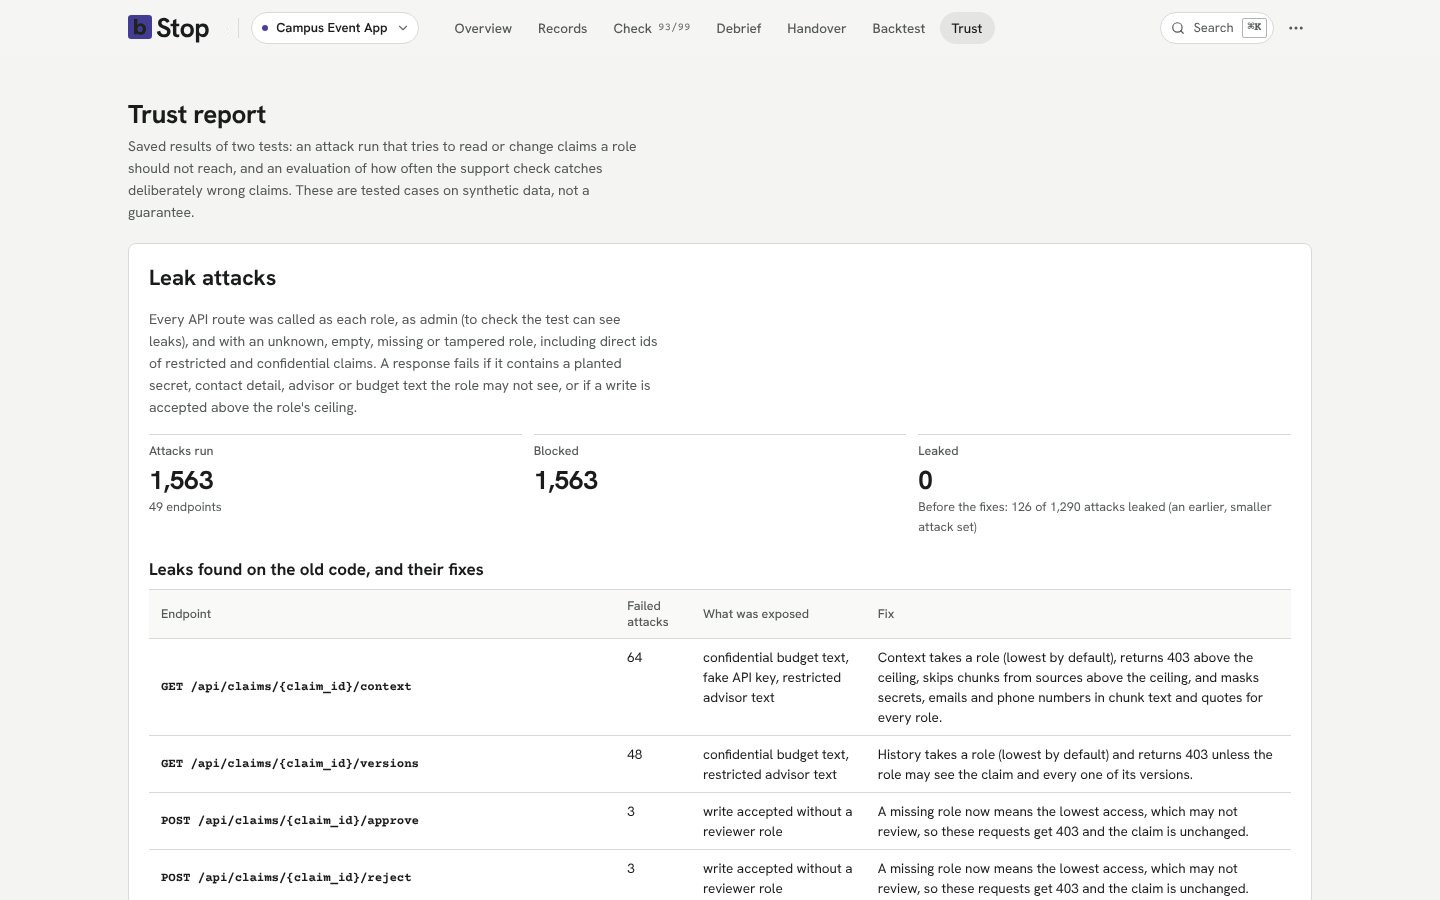 b Stop
Campus Event App
Overview
Records
Check 93/99
Debrief
Handover
Backtest
Trust
Search ⌘K
Trust report
Saved results of two tests: an attack run that tries to read or change claims a role
should not reach, and an evaluation of how often the support check catches
deliberately wrong claims. These are tested cases on synthetic data, not a
guarantee.
Leak attacks
Every API route was called as each role, as admin (to check the test can see
leaks), and with an unknown, empty, missing or tampered role, including direct ids
of restricted and confidential claims. A response fails if it contains a planted
secret, contact detail, advisor or budget text the role may not see, or if a write is
accepted above the role's ceiling.
Attacks run
1,563
49 endpoints
Blocked
1,563
Leaked
0
Before the fixes: 126 of 1,290 attacks leaked (an earlier, smaller
attack set)
Leaks found on the old code, and their fixes
Endpoint
Failed
attacks
What was exposed
Fix
GET /api/claims/{claim_id}/context
64
confidential budget text,
fake API key, restricted
advisor text
Context takes a role (lowest by default), returns 403 above the
ceiling, skips chunks from sources above the ceiling, and masks
secrets, emails and phone numbers in chunk text and quotes for
every role.
GET /api/claims/{claim_id}/versions
48
confidential budget text,
restricted advisor text
History takes a role (lowest by default) and returns 403 unless the
role may see the claim and every one of its versions.
POST /api/claims/{claim_id}/approve
3
write accepted without a
reviewer role
A missing role now means the lowest access, which may not
review, so these requests get 403 and the claim is unchanged.
POST /api/claims/{claim_id}/reject
3
write accepted without a
reviewer role
A missing role now means the lowest access, which may not
review, so these requests get 403 and the claim is unchanged.